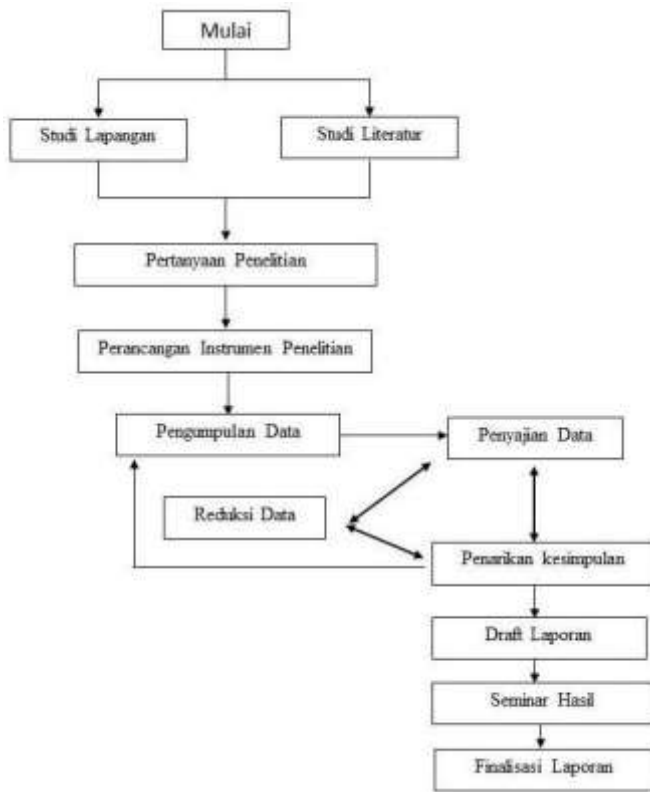 Mulai
Studi Lapangan
Studi Literatur
Pertanyaan Penelitian
Perancangan Instrumen Penelitian
Pengumpulan Data
Penyajian Data
Reduksi Data
Penarikan kesimpulan
Draft Laporan
Seminar Hasil
Finalisasi Laporan